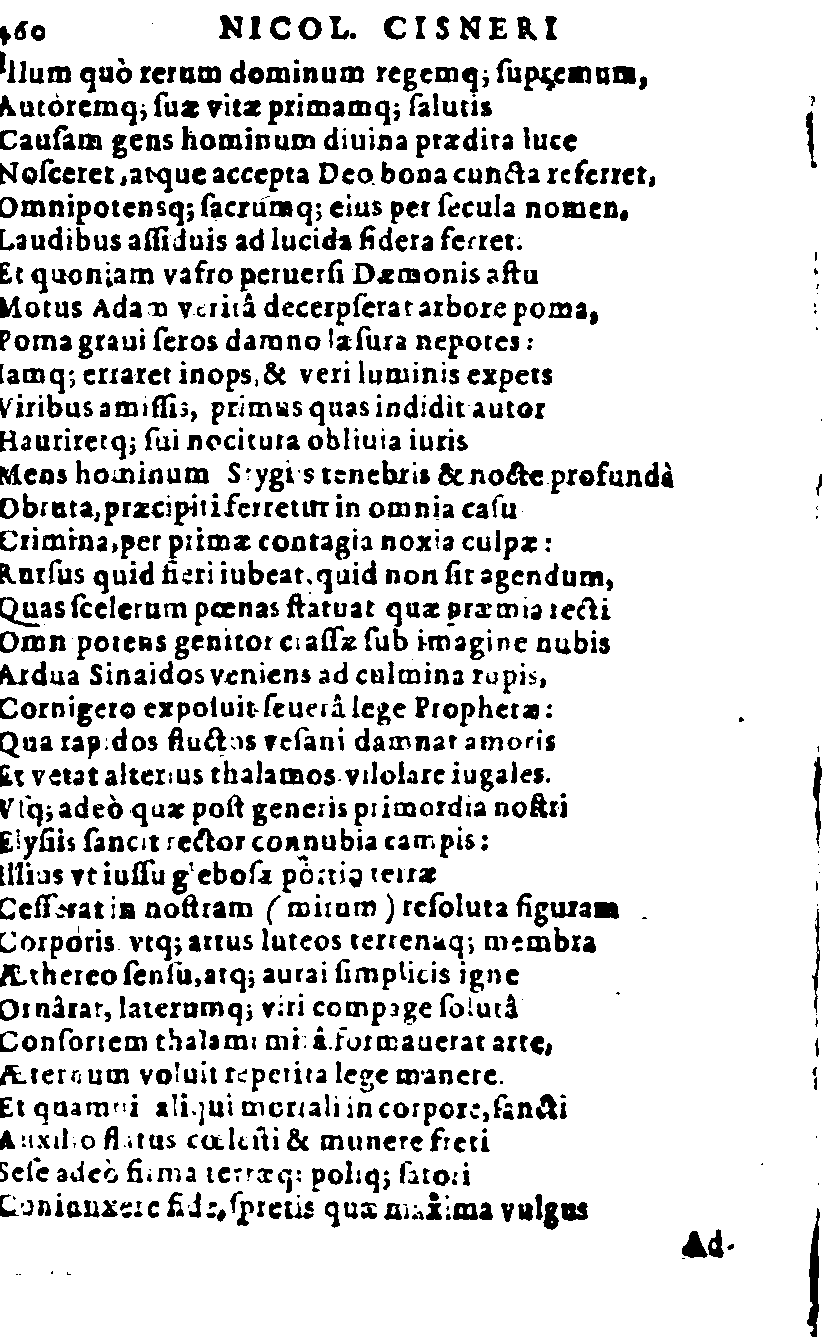 460 NICOL. CISNERI
Illum quò rerum dominum regemq; ſupremum,
Autòremq; ſuæ vitæ primamq; ſalutis
Cauſam gens hominum diuina prædita luce
Noſceret, atque accepta Deo bona cuncta referret,
Omnipotensq; ſacrumq; eius per ſecula nomen,
Laudibus aſſiduis ad lucida ſidera ferret.
Et quoniam vafro peruerſi Dæmonis aſtu
Motus Adam veritâ decerpſerat arbore poma,
Poma graui ſeros damno læſura nepotes:
Iamq; erraret inops, & veri luminis expers
Viribus amiſſis, primus quas indidit autor
Hauriretq; ſui nocitura obliuia iuris
Mens hominum Stygiis tenebris & nocte profundâ
Obruta, præcipiti ferretur in omnia caſu
Crimina, per primæ contagia noxia culpæ:
Rurſus quid fieri iubeat, quid non ſit agendum,
Quas ſcelerum pœnas ſtatuat quæ præmia recti
Omnipotens genitor craſſæ ſub imagine nubis
Ardua Sinaidos veniens ad culmina rupis,
Cornigero expoſuit ſeuerâ lege Prophetæ:
Qua rapidos fluctus veſani damnat amoris
Et vetat alterius thalamos vilolare iugales.
Vſq; adeò quæ poſt generis primordia noſtri
Elyſiis ſancit rector connubia campis:
Illius vt iuſſu gleboſa portio terræ
Ceſſerat in noſtram (mirum) reſoluta figuram
Corporis vtq; artus luteos terrenaq; membra
Æthereo ſenſu, atq; aurai ſimplicis igne
Ornârat, laterumq; viri compage ſolutâ
Conſortem thalami mirâ formauerat arte,
Æternum voluit repetita lege manere.
Et quamuis aliqui mortali in corpore, ſancti
Auxilio flatus cœleſti & munere freti
Seſe adeò firma terræq; poliq; ſatori
Coniunxere fide, ſpretis quæ maxima vulgus
Ad-